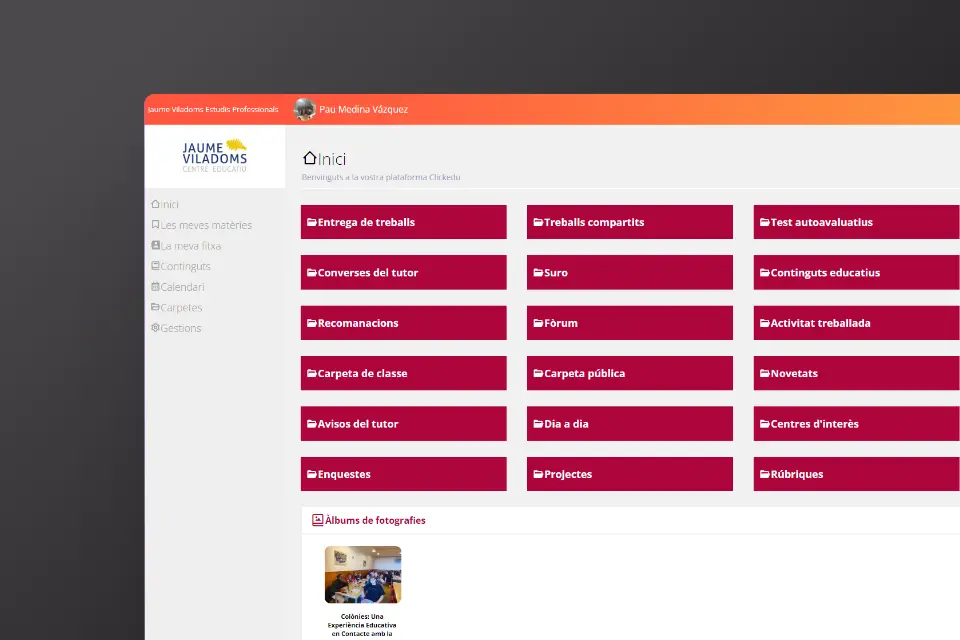 Jaume Viladoms Estudis Professionals
Pau Medina Vázquez
JAUME
VILADOMS
CENTRE EDUCATIU
Inici
Les meves matèries
La meva fitxa
Continguts
Calendari
Carpetes
Gestions
Inici
Benvinguts a la vostra plataforma Clickedu
Entrega de treballs
Treballs compartits
Test autoavaluatius
Converses del tutor
Suro
Continguts educatius
Recomanacions
Fòrum
Activitat treballada
Carpeta de classe
Carpeta pública
Novetats
Avisos del tutor
Dia a dia
Centres d'interès
Enquestes
Projectes
Rúbriques
Àlbums de fotografies
Colònies: Una
Experiència Educativa
en Contacte amb la